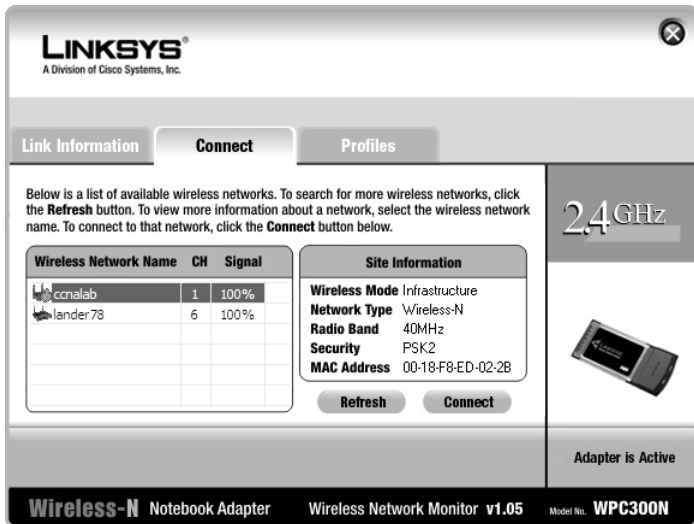 LINKSYS®
A Division of Cisco Systems, Inc.
Link Information
Connect
Profiles
Below is a list of available wireless networks. To search for more wireless networks, click
the Refresh button. To view more information about a network, select the wireless network
name. To connect to that network, click the Connect button below.
2.4GHz
Wireless Network Name CH Signal
ccnalab 1 100%
lander78 6 100%
Site Information
Wireless Mode Infrastructure
Network Type Wireless-N
Radio Band 40MHz
Security PSK2
MAC Address 00-18-F8-ED-02-2B
Refresh
Connect
LINKSYS
Adapter is Active
Wireless-N Notebook Adapter Wireless Network Monitor v1.05 Model No. WPC300N